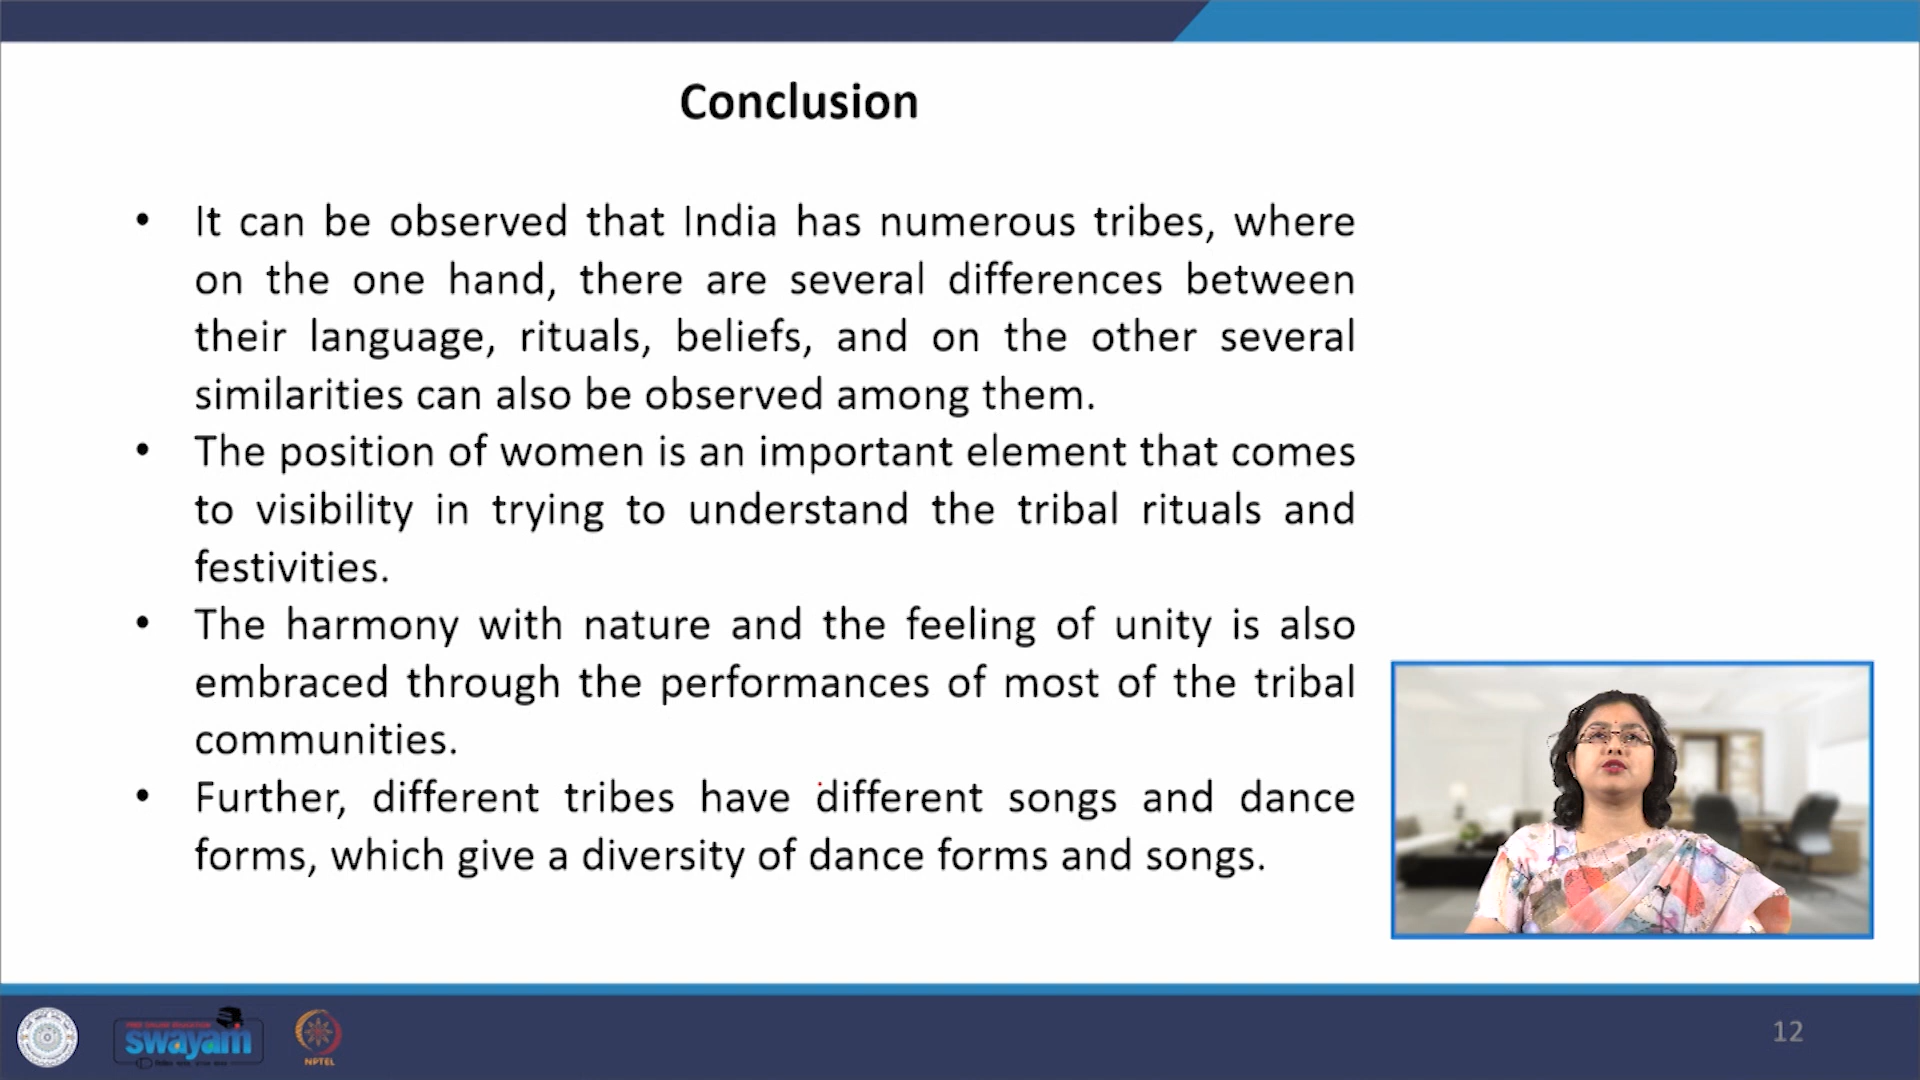 Conclusion
• It can be observed that India has numerous tribes, where
on the one hand, there are several differences between
their language, rituals, beliefs, and on the other several
similarities can also be observed among them.
• The position of women is an important element that comes
to visibility in trying to understand the tribal rituals and
festivities.
• The harmony with nature and the feeling of unity is also
embraced through the performances of most of the tribal
communities.
• Further, different tribes have different songs and dance
forms, which give a diversity of dance forms and songs.
FREE ONLINE EDUCATION
swayam
NPTEL
12